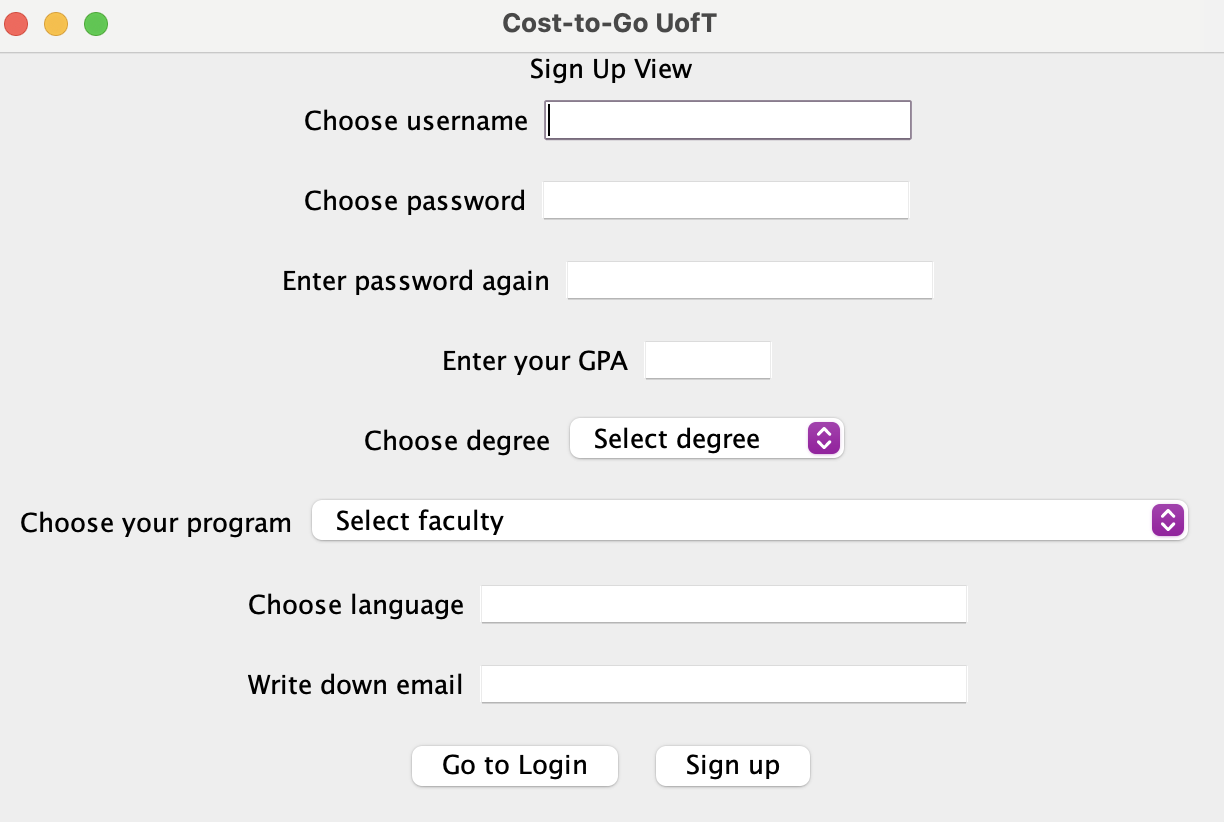 Cost-to-Go UofT
Sign Up View
Choose username
Choose password
Enter password again
Enter your GPA
Choose degree Select degree
Choose your program Select faculty
Choose language
Write down email
Go to Login Sign up